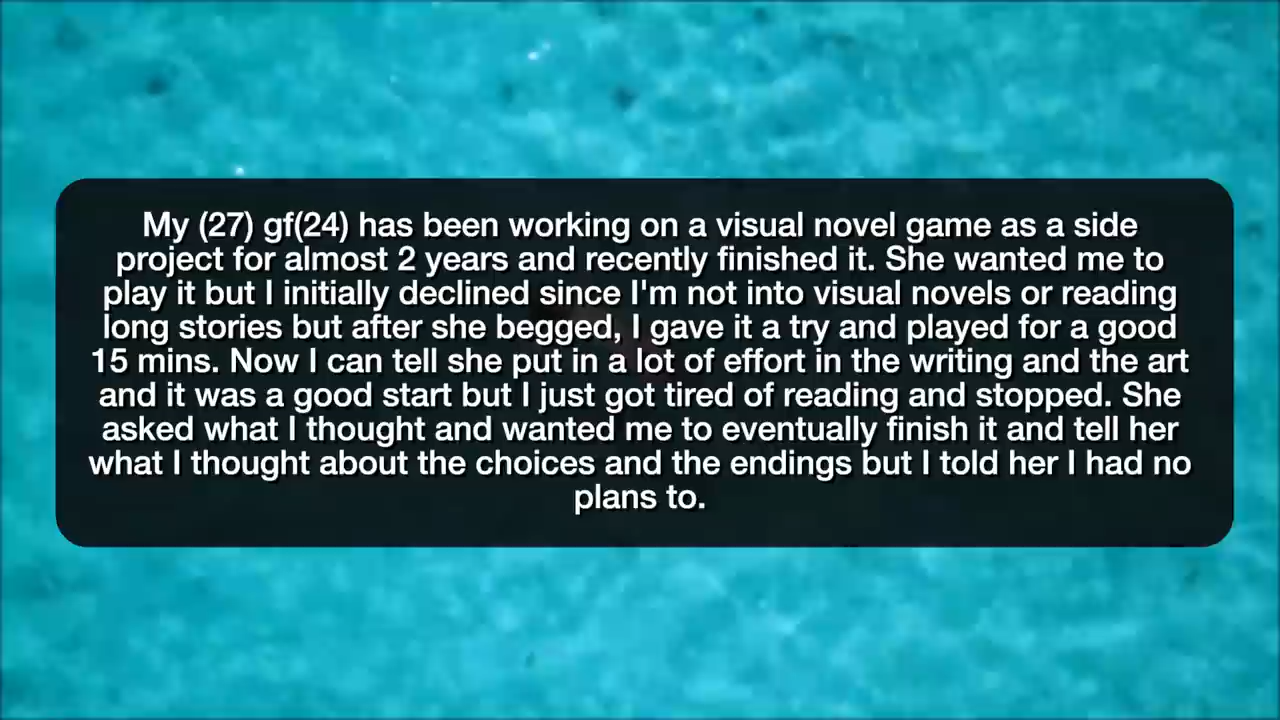 My (27) gf(24) has been working on a visual novel game as a side
project for almost 2 years and recently finished it. She wanted me to
play it but I initially declined since I'm not into visual novels or reading
long stories but after she begged, I gave it a try and played for a good
15 mins. Now I can tell she put in a lot of effort in the writing and the art
and it was a good start but I just got tired of reading and stopped. She
asked what I thought and wanted me to eventually finish it and tell her
what I thought about the choices and the endings but I told her I had no
plans to.